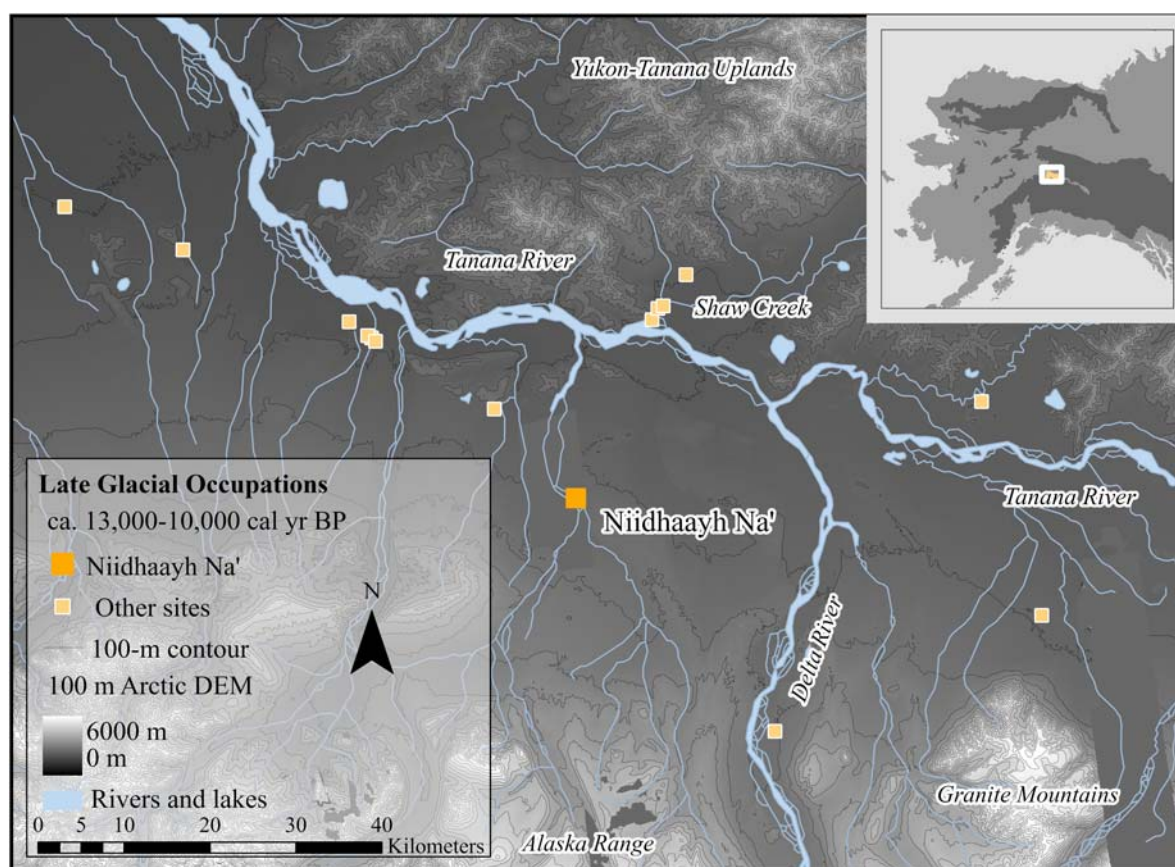 Yukon-Tanana Uplands
Tanana River
Shaw Creek
Niidhaayh Na'
Tanana River
Delta River
Granite Mountains
Alaska Range
Late Glacial Occupations
ca. 13,000-10,000 cal yr BP
Niidhaayh Na'
Other sites
100-m contour
100 m Arctic DEM
6000 m
0 m
Rivers and lakes
0 5 10 20 30 40
Kilometers
N